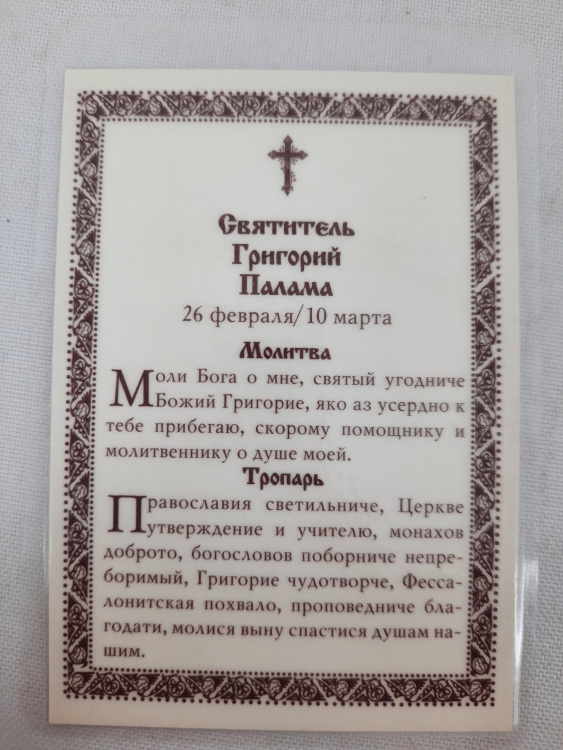 Святитель
Григорий
Палама
26 февраля/10 марта
Молитва
Моли Бога о мне, святый угодниче
Божий Григорие, яко аз усердно к
тебе прибегаю, скорому помощнику и
молитвеннику о душе моей.
Тропарь
Православия светильниче, Церкве
утверждение и учителю, монахов
доброто, богословов поборниче непре-
боримый, Григорие чудотворче, Фесса-
лонитская похвало, проповедниче бла-
годати, молися выну спастися душам на-
шим.